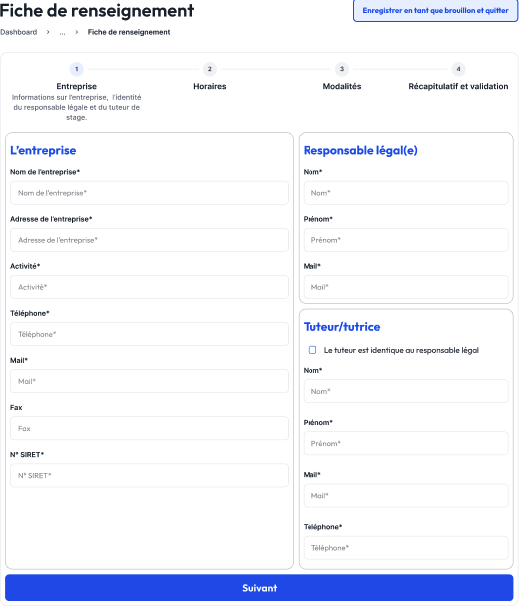 Fiche de renseignement
Enregistrer en tant que brouillon et quitter
Dashboard > ... > Fiche de renseignement
1
Entreprise
Informations sur l'entreprise, l'identité
du responsable légale et du tuteur de
stage.
2
Horaires
3
Modalités
4
Récapitulatif et validation
L'entreprise
Nom de l'entreprise*
Nom de l'entreprise*
Adresse de l'entreprise*
Adresse de l'entreprise*
Activité*
Activité*
Téléphone*
Téléphone*
Mail*
Mail*
Fax
Fax
N° SIRET*
N° SIRET*
Responsable légal(e)
Nom*
Nom*
Prénom*
Prénom*
Mail*
Mail*
Tuteur/tutrice
Le tuteur est identique au responsable légal
Nom*
Nom*
Prénom*
Prénom*
Mail*
Mail*
Téléphone*
Téléphone*
Suivant